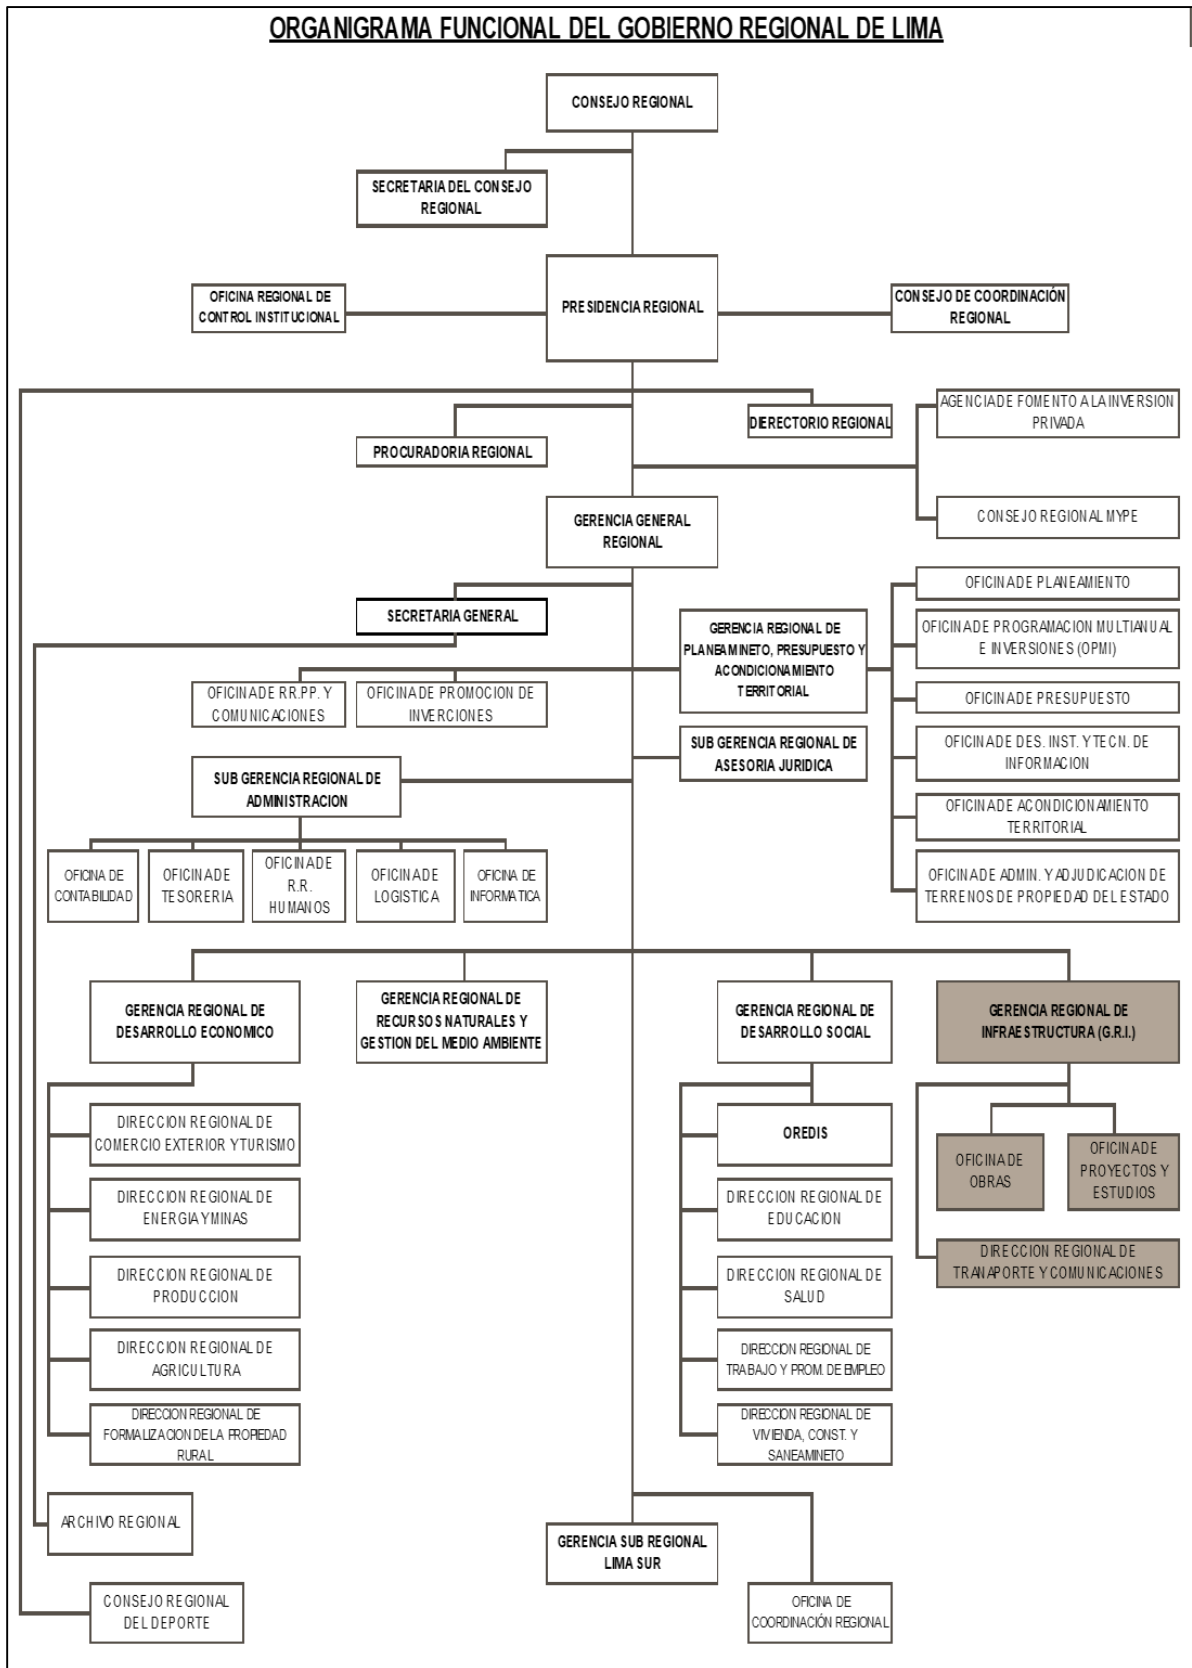 ORGANIGRAMA FUNCIONAL DEL GOBIERNO REGIONAL DE LIMA
CONSEJO REGIONAL
SECRETARIA DEL CONSEJO
REGIONAL
OFICINA REGIONAL DE
CONTROL INSTITUCIONAL
PRESIDENCIA REGIONAL
CONSEJO DE COORDINACIÓN
REGIONAL
AGENCIA DE FOMENTO A LA INVERSION
PRIVADA
DIERECTORIO REGIONAL
PROCURADORIA REGIONAL
GERENCIA GENERAL
REGIONAL
CONSEJO REGIONAL MYPE
SECRETARIA GENERAL
GERENCIA REGIONAL DE
PLANEAMINETO, PRESUPUESTO Y
ACONDICIONAMIENTO
TERRITORIAL
OFICINA DE PLANEAMIENTO
OFICINA DE PROGRAMACION MULTIANUAL
E INVERSIONES (OPMI)
OFICINA DE PRESUPUESTO
OFICINA DE DES. INST. Y TECN. DE
INFORMACION
OFICINA DE ACONDICIONAMIENTO
TERRITORIAL
OFICINA DE ADMIN. Y ADJUDICACION DE
TERRENOS DE PROPIEDAD DEL ESTADO
OFICINA DE RR.PP. Y
COMUNICACIONES
OFICINA DE PROMOCION DE
INVERCIONES
SUB GERENCIA REGIONAL DE
ASESORIA JURIDICA
SUB GERENCIA REGIONAL DE
ADMINISTRACION
OFICINA DE
CONTABILIDAD
OFICINA DE
TESORERIA
OFICINA DE
R.R.
HUMANOS
OFICINA DE
LOGISTICA
OFICINA DE
INFORMATICA
GERENCIA REGIONAL DE
DESARROLLO ECONOMICO
GERENCIA REGIONAL DE
RECURSOS NATURALES Y
GESTION DEL MEDIO AMBIENTE
GERENCIA REGIONAL DE
DESARROLLO SOCIAL
GERENCIA REGIONAL DE
INFRAESTRUCTURA (G.R.I.)
DIRECCION REGIONAL DE
COMERCIO EXTERIOR Y TURISMO
DIRECCION REGIONAL DE
ENERGIA Y MINAS
DIRECCION REGIONAL DE
PRODUCCION
DIRECCION REGIONAL DE
AGRICULTURA
DIRECCION REGIONAL DE
FORMALIZACION DE LA PROPIEDAD
RURAL
OREDIS
DIRECCION REGIONAL DE
EDUCACION
DIRECCION REGIONAL DE
SALUD
DIRECCION REGIONAL DE
TRABAJO Y PROM. DE EMPLEO
DIRECCION REGIONAL DE
VIVIENDA, CONST. Y
SANEAMINETO
OFICINA DE
OBRAS
OFICINA DE
PROYECTOS Y
ESTUDIOS
DIRECCION REGIONAL DE
TRANAPORTE Y COMUNICACIONES
ARCHIVO REGIONAL
GERENCIA SUB REGIONAL
LIMA SUR
CONSEJO REGIONAL
DEL DEPORTE
OFICINA DE
COORDINACIÓN REGIONAL